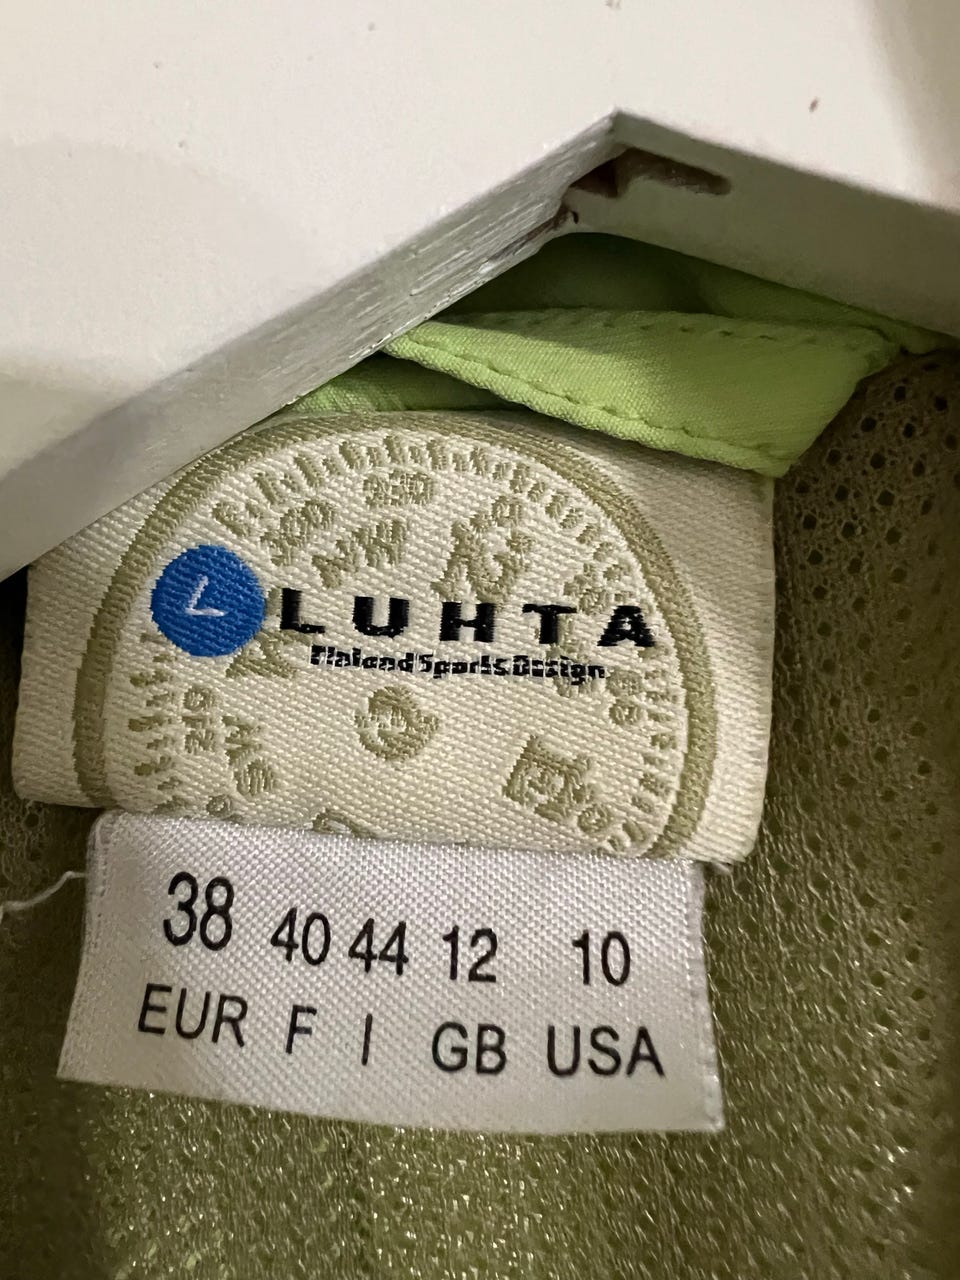 L LUHTA
Finland Sports Design
38 40 44 12 10
EUR F I GB USA